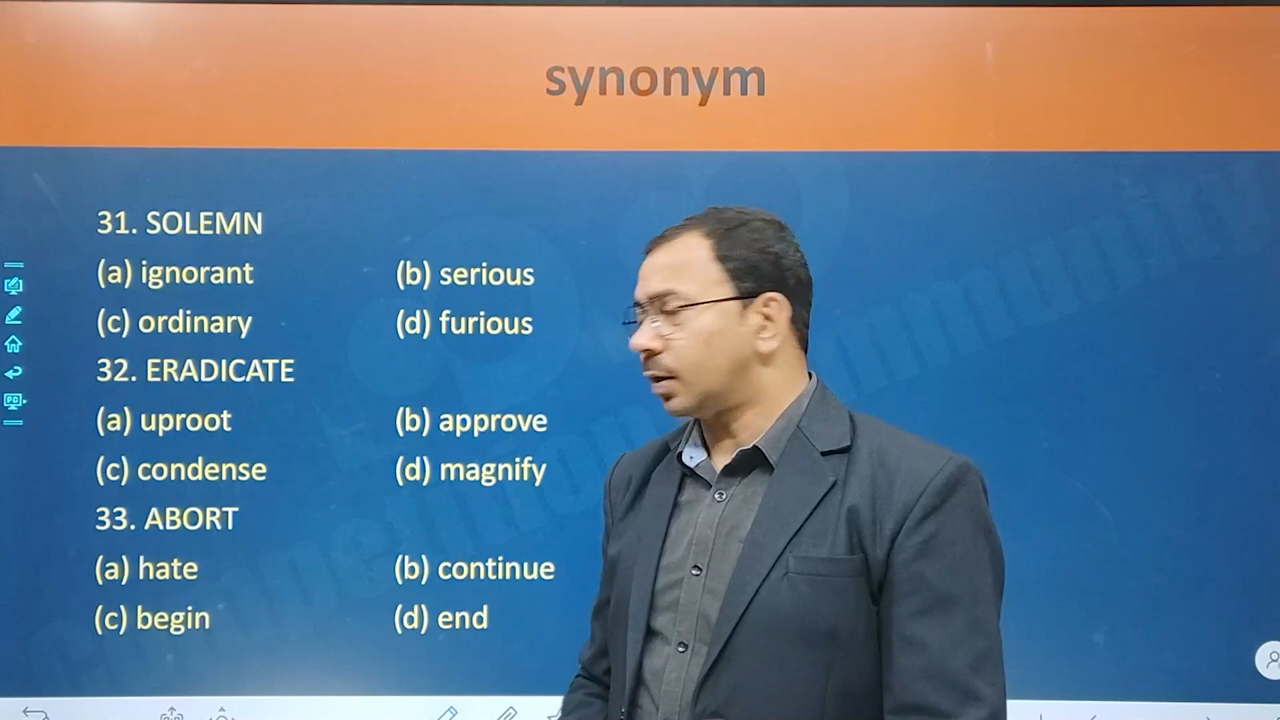 synonym
31. SOLEMN
(a) ignorant (b) serious
(c) ordinary (d) furious
32. ERADICATE
(a) uproot (b) approve
(c) condense (d) magnify
33. ABORT
(a) hate (b) continue
(c) begin (d) end